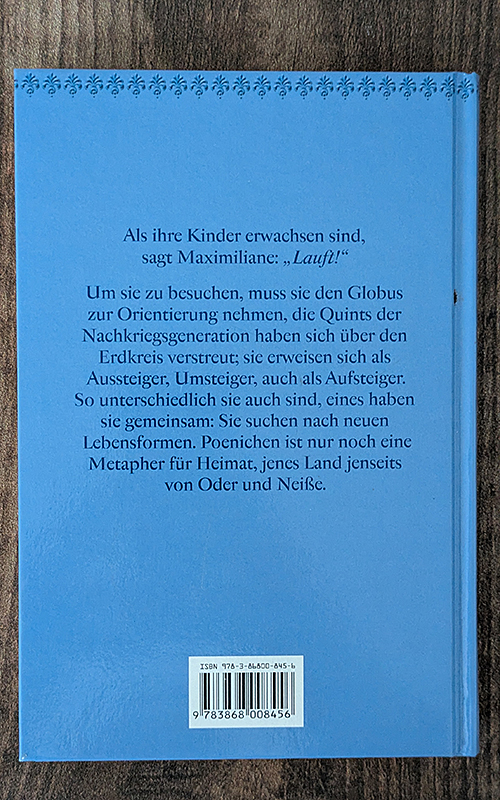 Als ihre Kinder erwachsen sind,
sagt Maximiliane: „Lauft!“
Um sie zu besuchen, muss sie den Globus
zur Orientierung nehmen, die Quints der
Nachkriegsgeneration haben sich über den
Erdkreis verstreut; sie erweisen sich als
Aussteiger, Umsteiger, auch als Aufsteiger.
So unterschiedlich sie auch sind, eines haben
sie gemeinsam: Sie suchen nach neuen
Lebensformen. Poenichen ist nur noch eine
Metapher für Heimat, jenes Land jenseits
von Oder und Neiße.
ISBN 978-3-86800-845-6
9 783868 008456